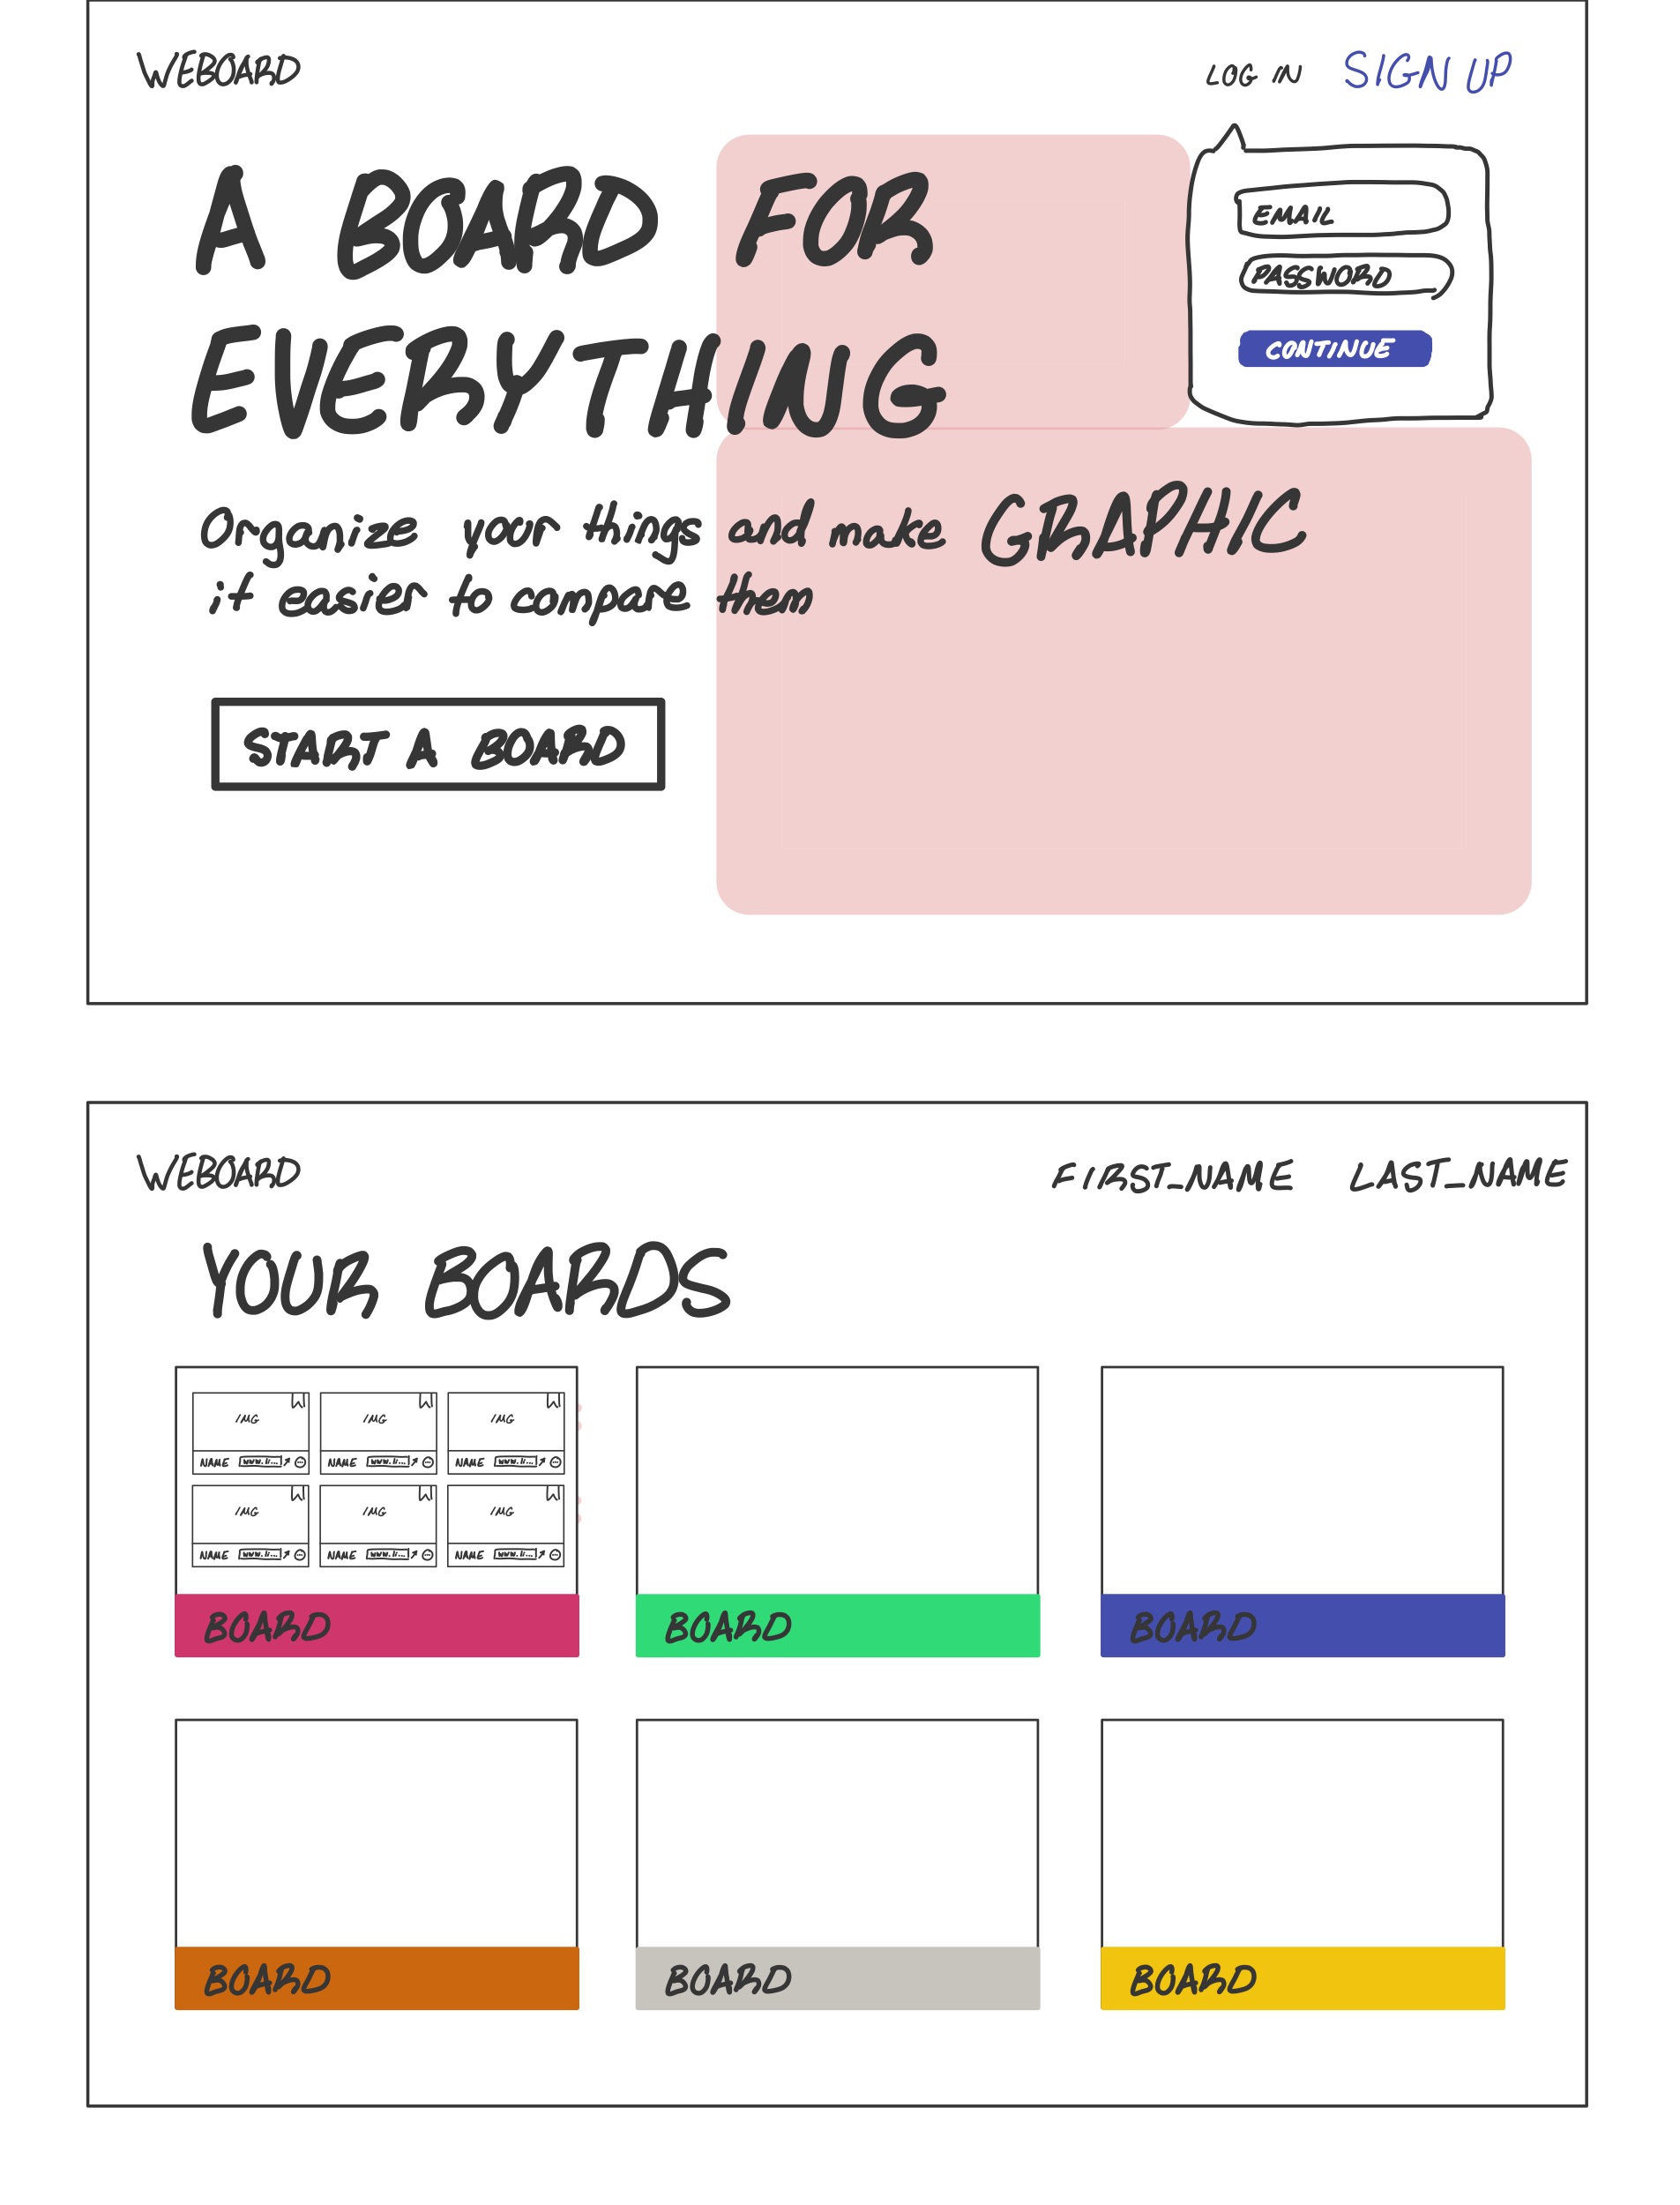 WEBOARD LOG IN SIGN UP
A BOARD FOR
EVERYTHING
EMAIL
PASSWORD
CONTINUE
Organize your things and make GRAPHIC
it easier to compare them
START A BOARD
WEBOARD FIRST_NAME LAST_NAME
YOUR BOARDS
IMG IMG IMG
NAME www.li... NAME www.li... NAME www.li...
IMG IMG IMG
NAME www.li... NAME www.li... NAME www.li...
BOARD BOARD BOARD
BOARD BOARD BOARD